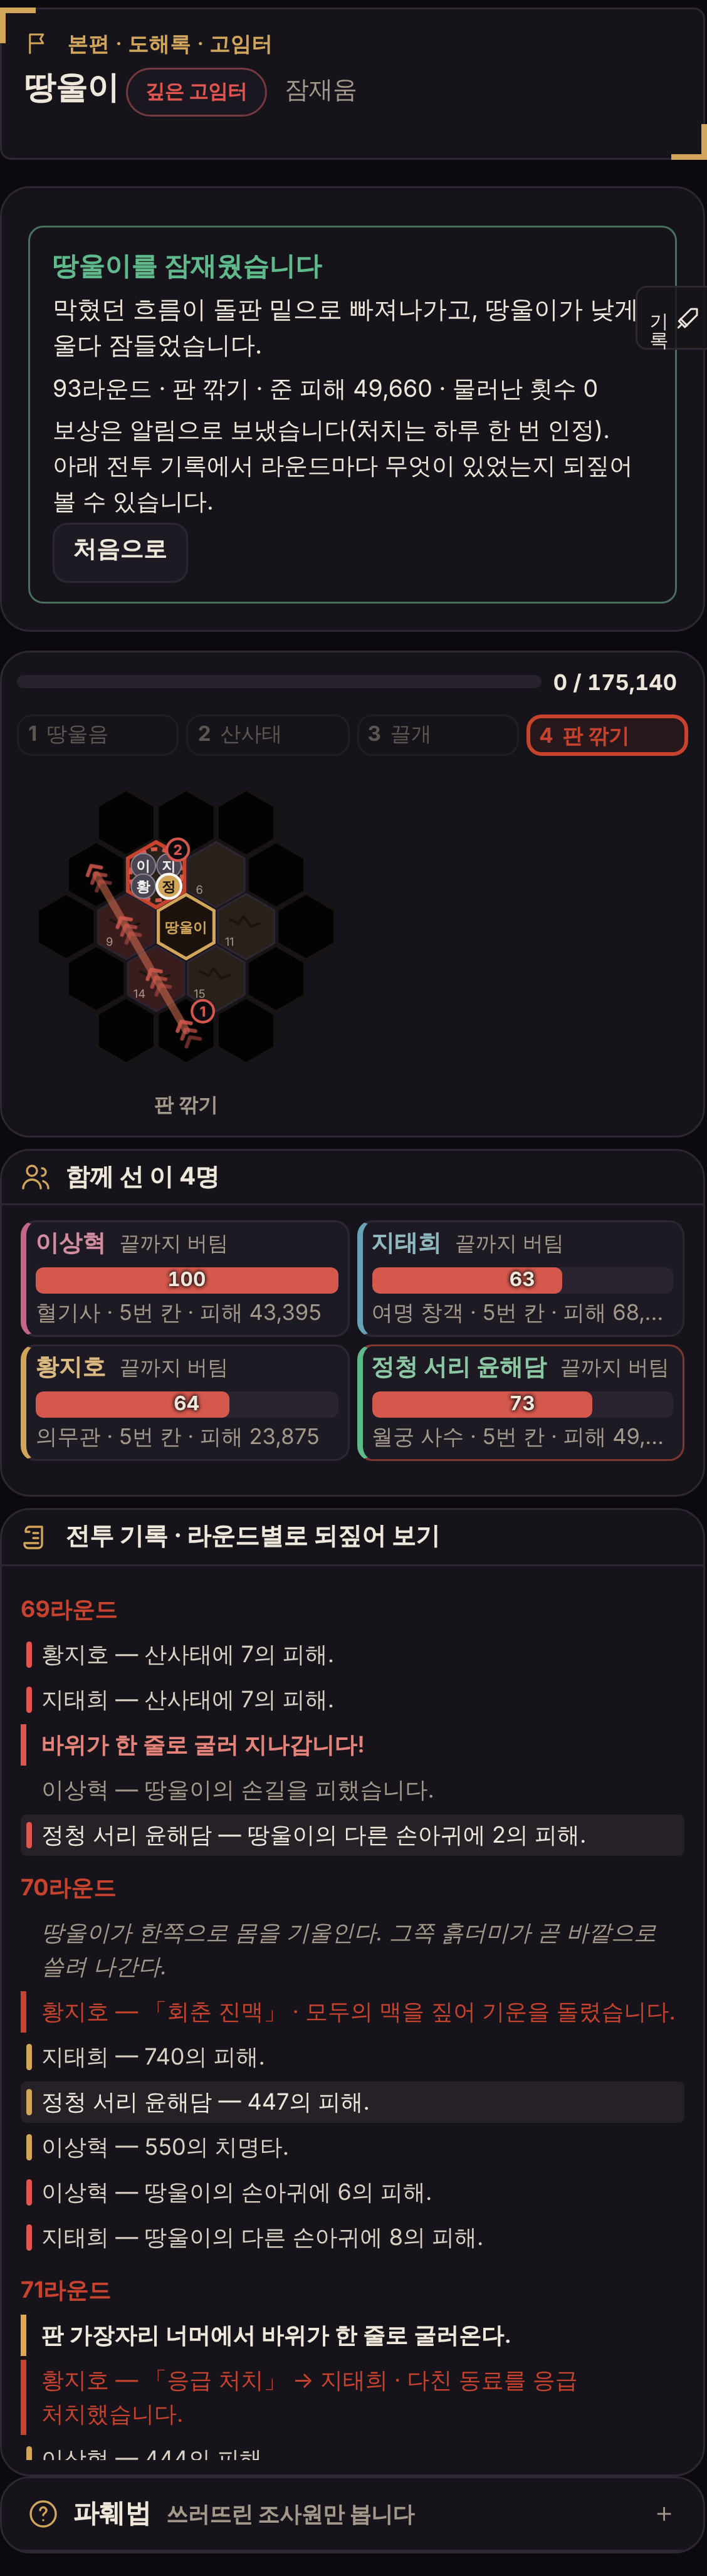 본편 · 도해록 · 고임터
땅울이 깊은 고임터 잠재움
땅울이를 잠재웠습니다
막혔던 흐름이 돌판 밑으로 빠져나가고, 땅울이가 낮게
울다 잠들었습니다.
기록
93라운드 · 판 깎기 · 준 피해 49,660 · 물러난 횟수 0
보상은 알림으로 보냈습니다(처치는 하루 한 번 인정).
아래 전투 기록에서 라운드마다 무엇이 있었는지 되짚어
볼 수 있습니다.
처음으로
0 / 175,140
1 땅울음 2 산사태 3 끌개 4 판 깎기
2
이 지
황 정 6
땅울이
9 11
14 15
1
판 깎기
함께 선 이 4명
이상혁 끝까지 버팀
100
혈기사 · 5번 칸 · 피해 43,395
지태희 끝까지 버팀
63
여명 창객 · 5번 칸 · 피해 68,...
황지호 끝까지 버팀
64
의무관 · 5번 칸 · 피해 23,875
정청 서리 윤해담 끝까지 버팀
73
월궁 사수 · 5번 칸 · 피해 49,...
전투 기록 · 라운드별로 되짚어 보기
69라운드
황지호 — 산사태에 7의 피해.
지태희 — 산사태에 7의 피해.
바위가 한 줄로 굴러 지나갑니다!
이상혁 — 땅울이의 손길을 피했습니다.
정청 서리 윤해담 — 땅울이의 다른 손아귀에 2의 피해.
70라운드
땅울이가 한쪽으로 몸을 기울인다. 그쪽 흙더미가 곧 바깥으로
쓸려 나간다.
황지호 — 「회춘 진맥」 · 모두의 맥을 짚어 기운을 돌렸습니다.
지태희 — 740의 피해.
정청 서리 윤해담 — 447의 피해.
이상혁 — 550의 치명타.
이상혁 — 땅울이의 손아귀에 6의 피해.
지태희 — 땅울이의 다른 손아귀에 8의 피해.
71라운드
판 가장자리 너머에서 바위가 한 줄로 굴러온다.
황지호 — 「응급 처치」 → 지태희 · 다친 동료를 응급
처치했습니다.
이상혁 — 444의 피해
파훼법 쓰러뜨린 조사원만 봅니다